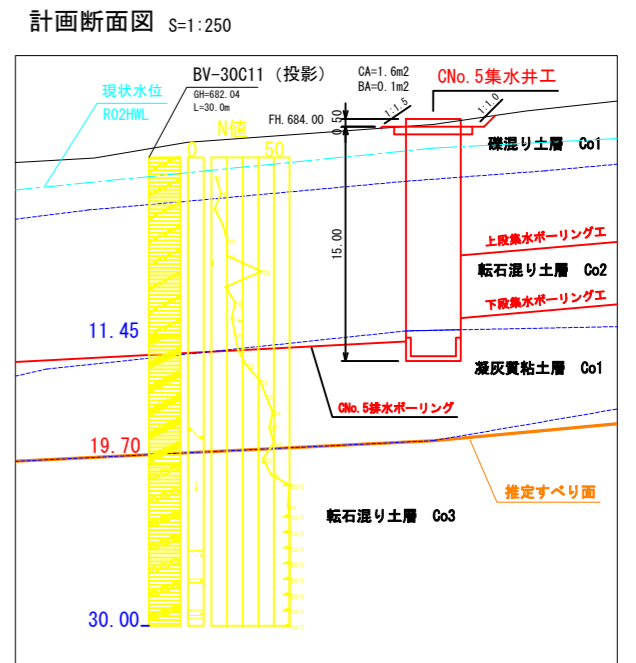 計画断面図 S=1:250
BV-30C11 (投影)
GH=682.04
L=30.0m
現状水位
R02HWL
CA=1.6m2
BA=0.1m2
CNo.5集水井工
1:1.5
1:1.0
FH.684.00
0.50
N値
0
50
礫混り土層 Co1
15.00
上段集水ボーリング工
転石混り土層 Co2
下段集水ボーリング工
11.45
凝灰質粘土層 Co1
CNo.5排水ボーリング
19.70
推定すべり面
転石混り土層 Co3
30.00